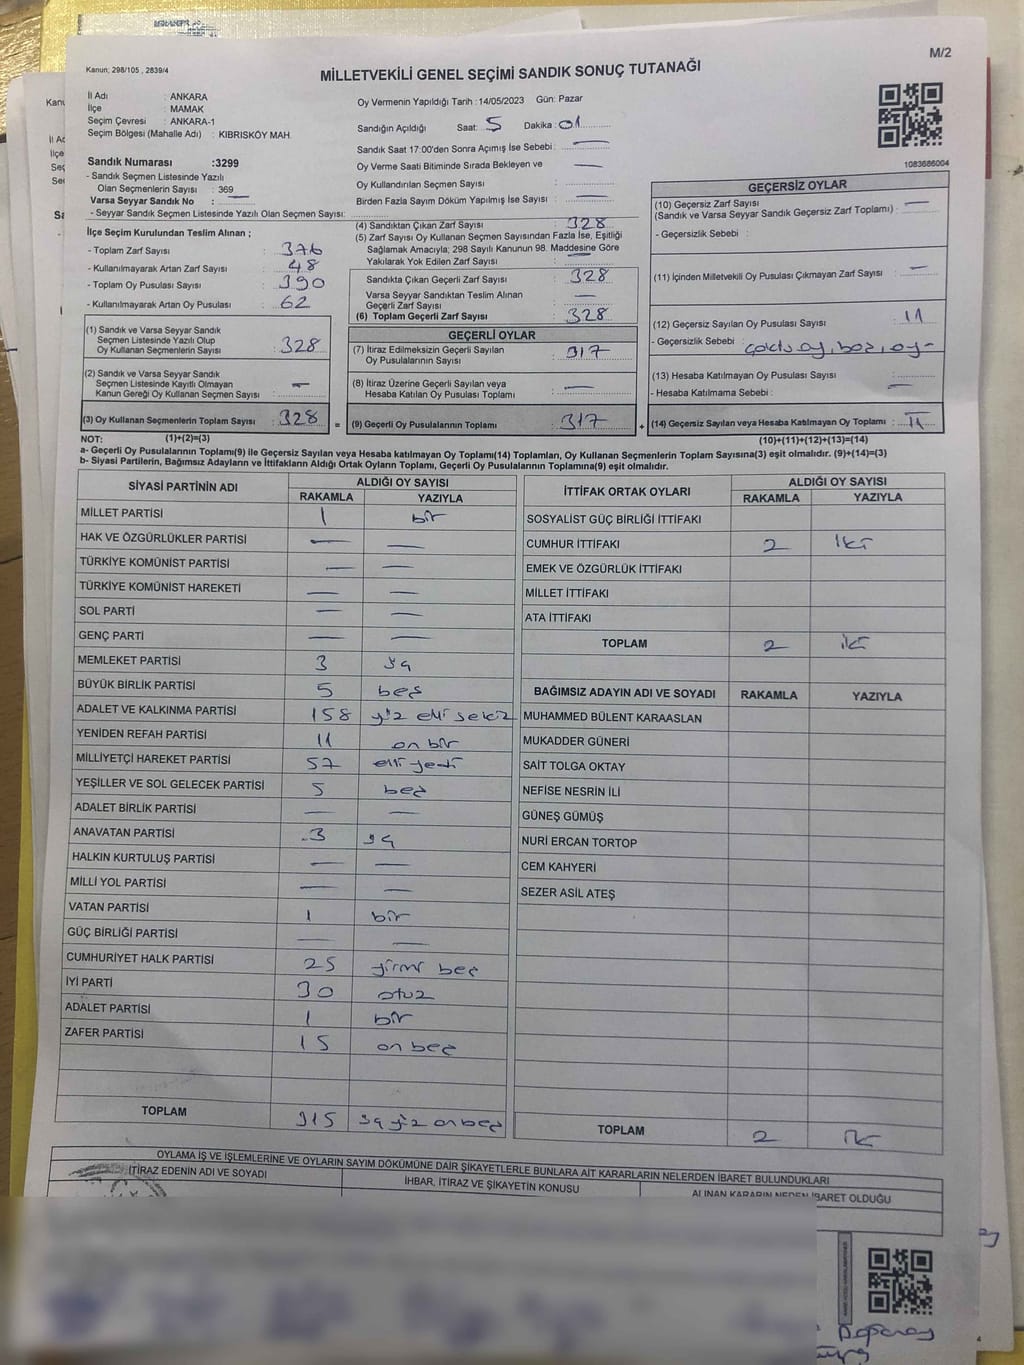 M/2
Kanun; 298/105 , 2839/4
MİLLETVEKİLİ GENEL SEÇİMİ SANDIK SONUÇ TUTANAĞI
İl Adı : ANKARA
İlçe : MAMAK
Seçim Çevresi : ANKARA-1
Seçim Bölgesi (Mahalle Adı) : KIBRISKÖY MAH.
Oy Vermenin Yapıldığı Tarih :14/05/2023 Gün: Pazar
Sandığın Açıldığı Saat: 5 Dakika: 01
Sandık Saat 17:00'den Sonra Açımış İse Sebebi : —
Oy Verme Saati Bitiminde Sırada Bekleyen ve —
Oy Kullandırılan Seçmen Sayısı :
Birden Fazla Sayım Döküm Yapılmış İse Sayısı : —
1083686004
Sandık Numarası :3299
- Sandık Seçmen Listesinde Yazılı
Olan Seçmenlerin Sayısı : 369
Varsa Seyyar Sandık No : —
- Seyyar Sandık Seçmen Listesinde Yazılı Olan Seçmen Sayısı:
İlçe Seçim Kurulundan Teslim Alınan ;
- Toplam Zarf Sayısı : 376
- Kullanılmayarak Artan Zarf Sayısı : 48
- Toplam Oy Pusulası Sayısı : 390
- Kullanılmayarak Artan Oy Pusulası : 62
(1) Sandık ve Varsa Seyyar Sandık
Seçmen Listesinde Yazılı Olup
Oy Kullanan Seçmenlerin Sayısı : 328
(2) Sandık ve Varsa Seyyar Sandık
Seçmen Listesinde Kayıtlı Olmayan
Kanun Gereği Oy Kullanan Seçmen Sayısı : —
(3) Oy Kullanan Seçmenlerin Toplam Sayısı : 328
(4) Sandıktan Çıkan Zarf Sayısı : 328
(5) Zarf Sayısı Oy Kullanan Seçmen Sayısından Fazla İse, Eşitliği
Sağlamak Amacıyla; 298 Sayılı Kanunun 98. Maddesine Göre
Yakılarak Yok Edilen Zarf Sayısı : —
Sandıkta Çıkan Geçerli Zarf Sayısı : 328
Varsa Seyyar Sandıktan Teslim Alınan
Geçerli Zarf Sayısı : —
(6) Toplam Geçerli Zarf Sayısı : 328
GEÇERLİ OYLAR
(7) İtiraz Edilmeksizin Geçerli Sayılan
Oy Pusulalarının Sayısı : 317
(8) İtiraz Üzerine Geçerli Sayılan veya
Hesaba Katılan Oy Pusulası Toplamı : —
= (9) Geçerli Oy Pusulalarının Toplamı : 317
GEÇERSİZ OYLAR
(10) Geçersiz Zarf Sayısı
(Sandık ve Varsa Seyyar Sandık Geçersiz Zarf Toplamı) : —
- Geçersizlik Sebebi :
(11) İçinden Milletvekili Oy Pusulası Çıkmayan Zarf Sayısı : —
(12) Geçersiz Sayılan Oy Pusulası Sayısı : 11
- Geçersizlik Sebebi : çoklu oy, boş, oy
(13) Hesaba Katılmayan Oy Pusulası Sayısı :
- Hesaba Katılmama Sebebi : —
+ (14) Geçersiz Sayılan veya Hesaba Katılmayan Oy Toplamı : 11
NOT: (1)+(2)=(3) (10)+(11)+(12)+(13)=(14)
a- Geçerli Oy Pusulasının Toplamı(9) ile Geçersiz Sayılan veya Hesaba katılmayan Oy Toplamı(14) Toplamları, Oy Kullanan Seçmenlerin Toplam Sayısına(3) eşit olmalıdır. (9)+(14)=(3)
b- Siyasi Partilerin, Bağımsız Adayların ve İttifakların Aldığı Ortak Oyların Toplamı, Geçerli Oy Pusulalarının Toplamına(9) eşit olmalıdır.
SİYASİ PARTİNİN ADI ALDIĞI OY SAYISI
RAKAMLA YAZIYLA
MİLLET PARTİSİ 1 bir
HAK VE ÖZGÜRLÜKLER PARTİSİ — —
TÜRKİYE KOMÜNİST PARTİSİ — —
TÜRKİYE KOMÜNİST HAREKETİ — —
SOL PARTİ — —
GENÇ PARTİ — —
MEMLEKET PARTİSİ 3 üç
BÜYÜK BİRLİK PARTİSİ 5 beş
ADALET VE KALKINMA PARTİSİ 158 yüz elli sekiz
YENİDEN REFAH PARTİSİ 11 on bir
MİLLİYETÇİ HAREKET PARTİSİ 57 elli yedi
YEŞİLLER VE SOL GELECEK PARTİSİ 5 beş
ADALET BİRLİK PARTİSİ — —
ANAVATAN PARTİSİ 3 üç
HALKIN KURTULUŞ PARTİSİ — —
MİLLİ YOL PARTİSİ — —
VATAN PARTİSİ 1 bir
GÜÇ BİRLİĞİ PARTİSİ — —
CUMHURİYET HALK PARTİSİ 25 yirmi beş
İYİ PARTİ 30 otuz
ADALET PARTİSİ 1 bir
ZAFER PARTİSİ 15 on beş
TOPLAM 315 üç yüz on beş
İTTİFAK ORTAK OYLARI ALDIĞI OY SAYISI
RAKAMLA YAZIYLA
SOSYALİST GÜÇ BİRLİĞİ İTTİFAKI
CUMHUR İTTİFAKI 2 iki
EMEK VE ÖZGÜRLÜK İTTİFAKI
MİLLET İTTİFAKI
ATA İTTİFAKI
TOPLAM 2 iki
BAĞIMSIZ ADAYIN ADI VE SOYADI RAKAMLA YAZIYLA
MUHAMMED BÜLENT KARAASLAN
MUKADDER GÜNERİ
SAİT TOLGA OKTAY
NEFİSE NESRİN İLİ
GÜNEŞ GÜMÜŞ
NURİ ERCAN TORTOP
CEM KAHYERİ
SEZER ASİL ATEŞ
TOPLAM 2 iki
OYLAMA İŞ VE İŞLEMLERİNE VE OYLARIN SAYIM DÖKÜMÜNE DAİR ŞİKAYETLERLE BUNLARA AİT KARARLARIN NELERDEN İBARET BULUNDUKLARI
İTİRAZ EDENİN ADI VE SOYADI İHBAR, İTİRAZ VE ŞİKAYETİN KONUSU ALINAN KARARIN NEDEN İBARET OLDUĞU